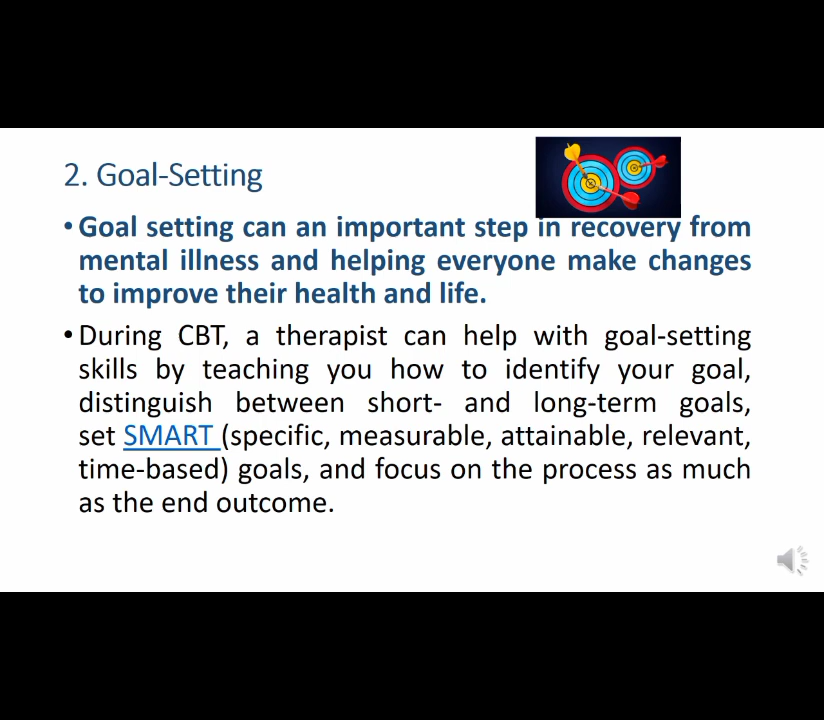 2. Goal-Setting
• Goal setting can an important step in recovery from
mental illness and helping everyone make changes
to improve their health and life.
• During CBT, a therapist can help with goal-setting
skills by teaching you how to identify your goal,
distinguish between short- and long-term goals,
set SMART (specific, measurable, attainable, relevant,
time-based) goals, and focus on the process as much
as the end outcome.